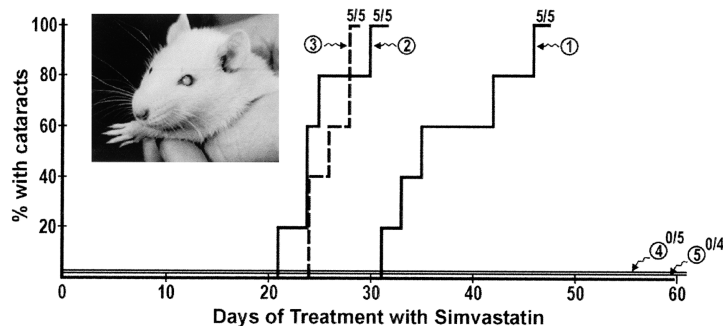 5/5 5/5 5/5
100
③ ② ①
80
60
40
20
% with cataracts
④ 0/5 ⑤ 0/4
0 10 20 30 40 50 60
Days of Treatment with Simvastatin